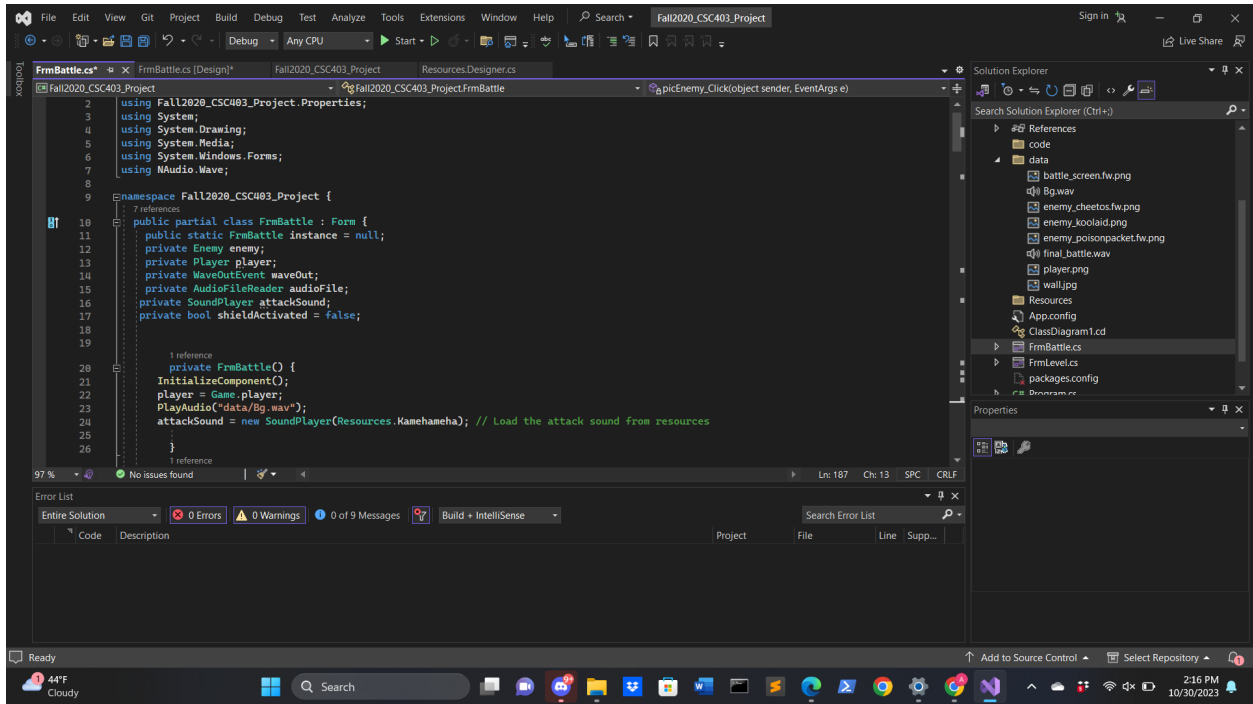 File Edit View Git Project Build Debug Test Analyze Tools Extensions Window Help Search Fall2020_CSC403_Project Sign in
Debug Any CPU Start Live Share
Toolbox
FrmBattle.cs* FrmBattle.cs [Design]* Fall2020_CSC403_Project Resources.Designer.cs
Fall2020_CSC403_Project Fall2020_CSC403_Project.FrmBattle picEnemy_Click(object sender, EventArgs e)
2 using Fall2020_CSC403_Project.Properties;
3 using System;
4 using System.Drawing;
5 using System.Media;
6 using System.Windows.Forms;
7 using NAudio.Wave;
8
9 namespace Fall2020_CSC403_Project {
7 references
10 public partial class FrmBattle : Form {
11 public static FrmBattle instance = null;
12 private Enemy enemy;
13 private Player player;
14 private WaveOutEvent waveOut;
15 private AudioFileReader audioFile;
16 private SoundPlayer attackSound;
17 private bool shieldActivated = false;
18
19
1 reference
20 private FrmBattle() {
21 InitializeComponent();
22 player = Game.player;
23 PlayAudio("data/Bg.wav");
24 attackSound = new SoundPlayer(Resources.Kamehameha); // Load the attack sound from resources
25
26 }
1 reference
97 % No issues found Ln: 187 Ch: 13 SPC CRLF
Error List
Entire Solution 0 Errors 0 Warnings 0 of 9 Messages Build + IntelliSense Search Error List
Code Description Project File Line Supp...
Solution Explorer
Search Solution Explorer (Ctrl+;)
References
code
data
battle_screen.fw.png
Bg.wav
enemy_cheetos.fw.png
enemy_koolaid.png
enemy_poisonpacket.fw.png
final_battle.wav
player.png
wall.jpg
Resources
App.config
ClassDiagram1.cd
FrmBattle.cs
FrmLevel.cs
packages.config
C# Program.cs
Properties
Ready Add to Source Control Select Repository
1 44°F
Cloudy
Search
2:16 PM
10/30/2023